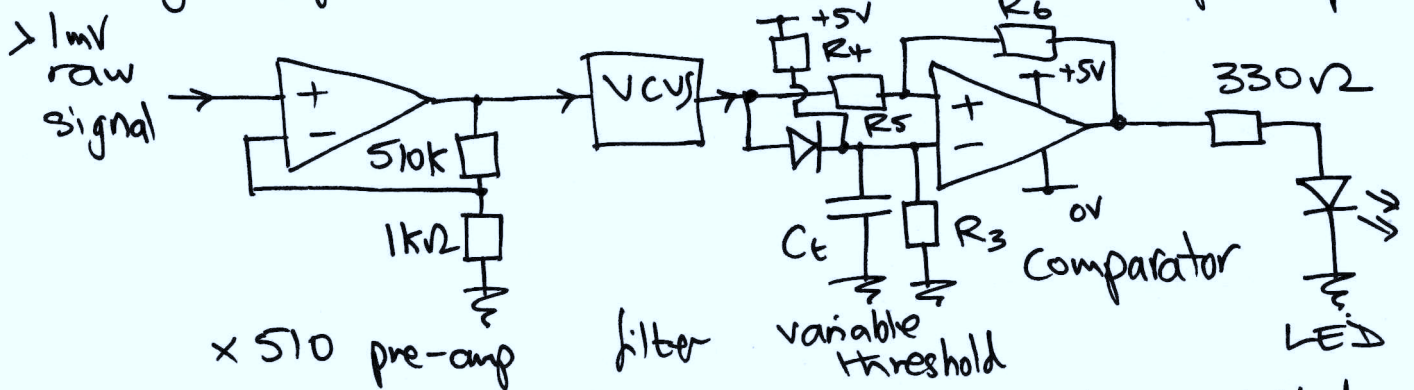 +5V
R6
> 1mV
raw
signal
+
−
510K
1kΩ
VCVS
R4
R5
+5V
+
−
0V
330Ω
Ct
R3
Comparator
x 510 pre-amp
filter
variable
threshold
LED